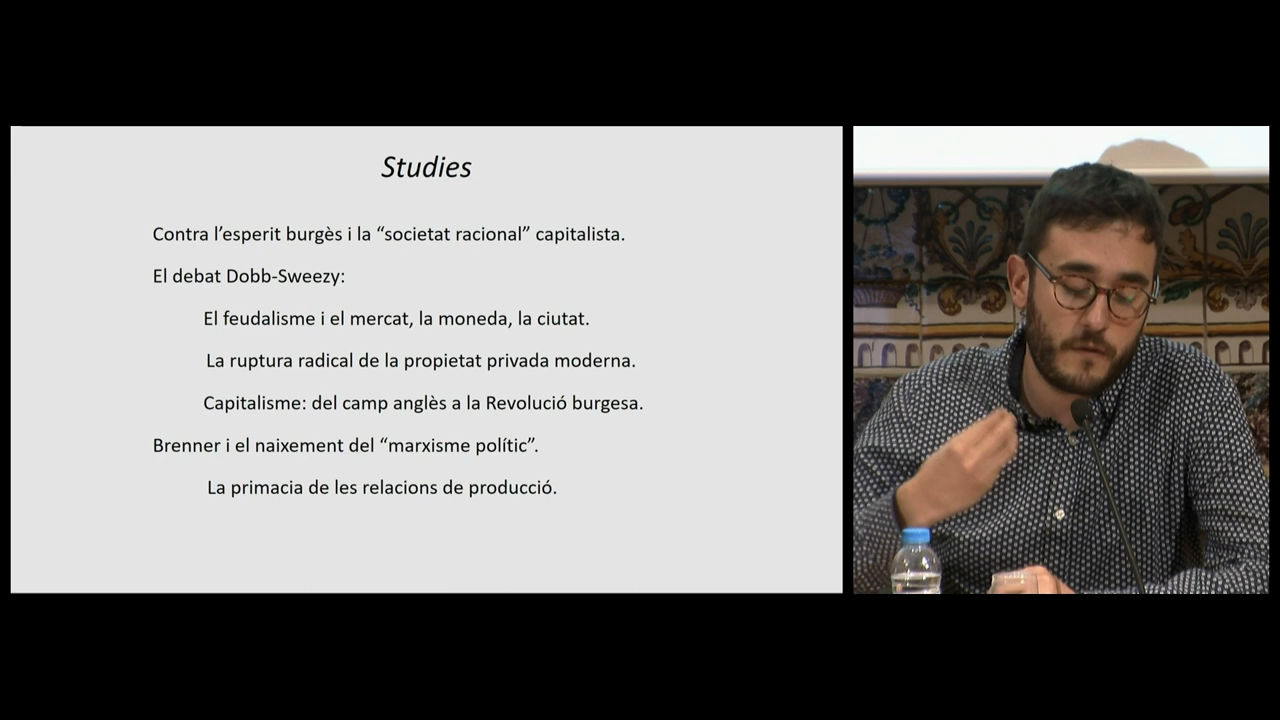 Studies
Contra l’esperit burgès i la “societat racional” capitalista.
El debat Dobb-Sweezy:
El feudalisme i el mercat, la moneda, la ciutat.
La ruptura radical de la propietat privada moderna.
Capitalisme: del camp anglès a la Revolució burgesa.
Brenner i el naixement del “marxisme polític”.
La primacia de les relacions de producció.